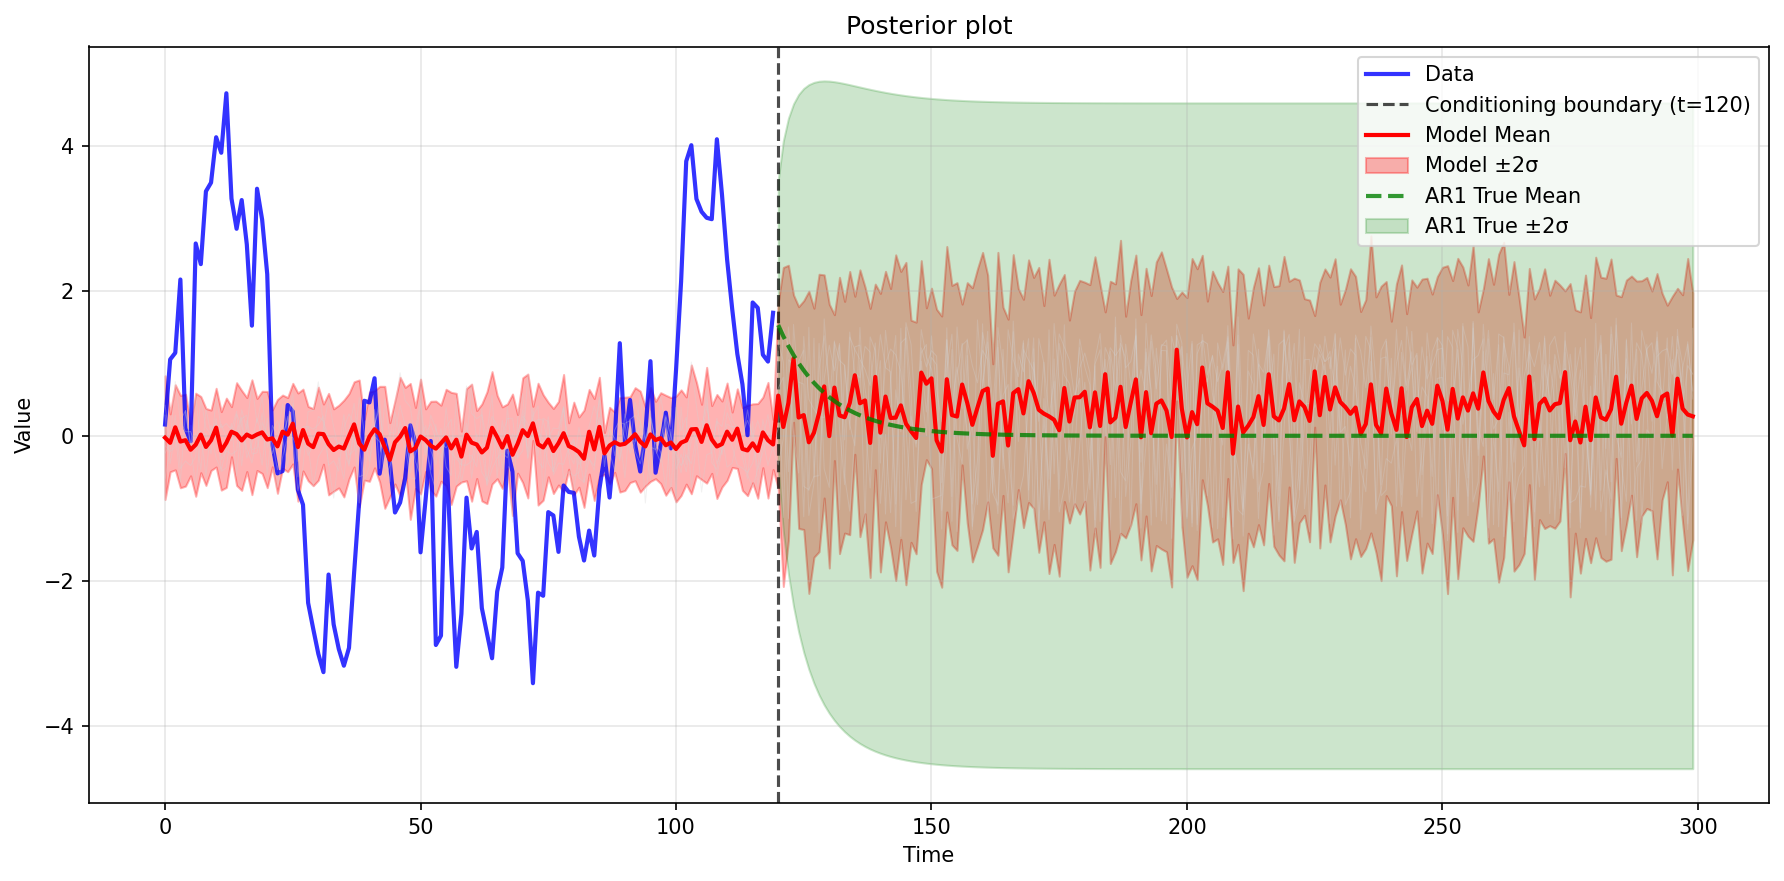 Posterior plot
Data
Conditioning boundary (t=120)
Model Mean
Model ±2σ
AR1 True Mean
AR1 True ±2σ
Value
4
2
0
−2
−4
0
50
100
150
200
250
300
Time